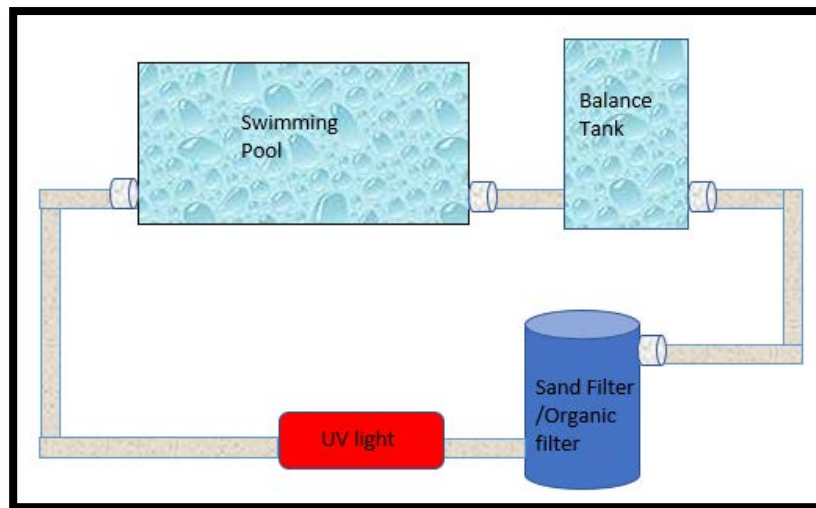 Swimming
Pool
Balance
Tank
Sand Filter
/Organic
filter
UV light